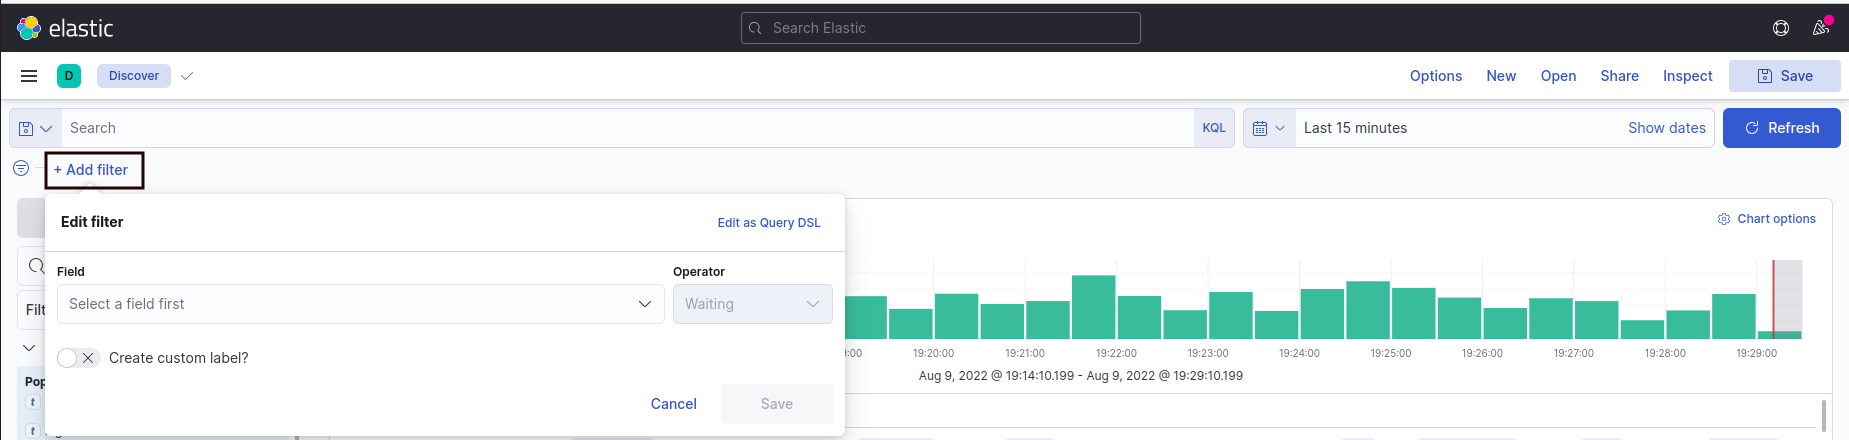 elastic
Search Elastic
D
Discover
Options
New
Open
Share
Inspect
Save
Search
KQL
Last 15 minutes
Show dates
Refresh
+ Add filter
Edit filter
Edit as Query DSL
Chart options
Field
Operator
Select a field first
Waiting
Filt
Create custom label?
:00
19:20:00
19:21:00
19:22:00
19:23:00
19:24:00
19:25:00
19:26:00
19:27:00
19:28:00
19:29:00
Aug 9, 2022 @ 19:14:10.199 - Aug 9, 2022 @ 19:29:10.199
Pop
t
Cancel
Save
t